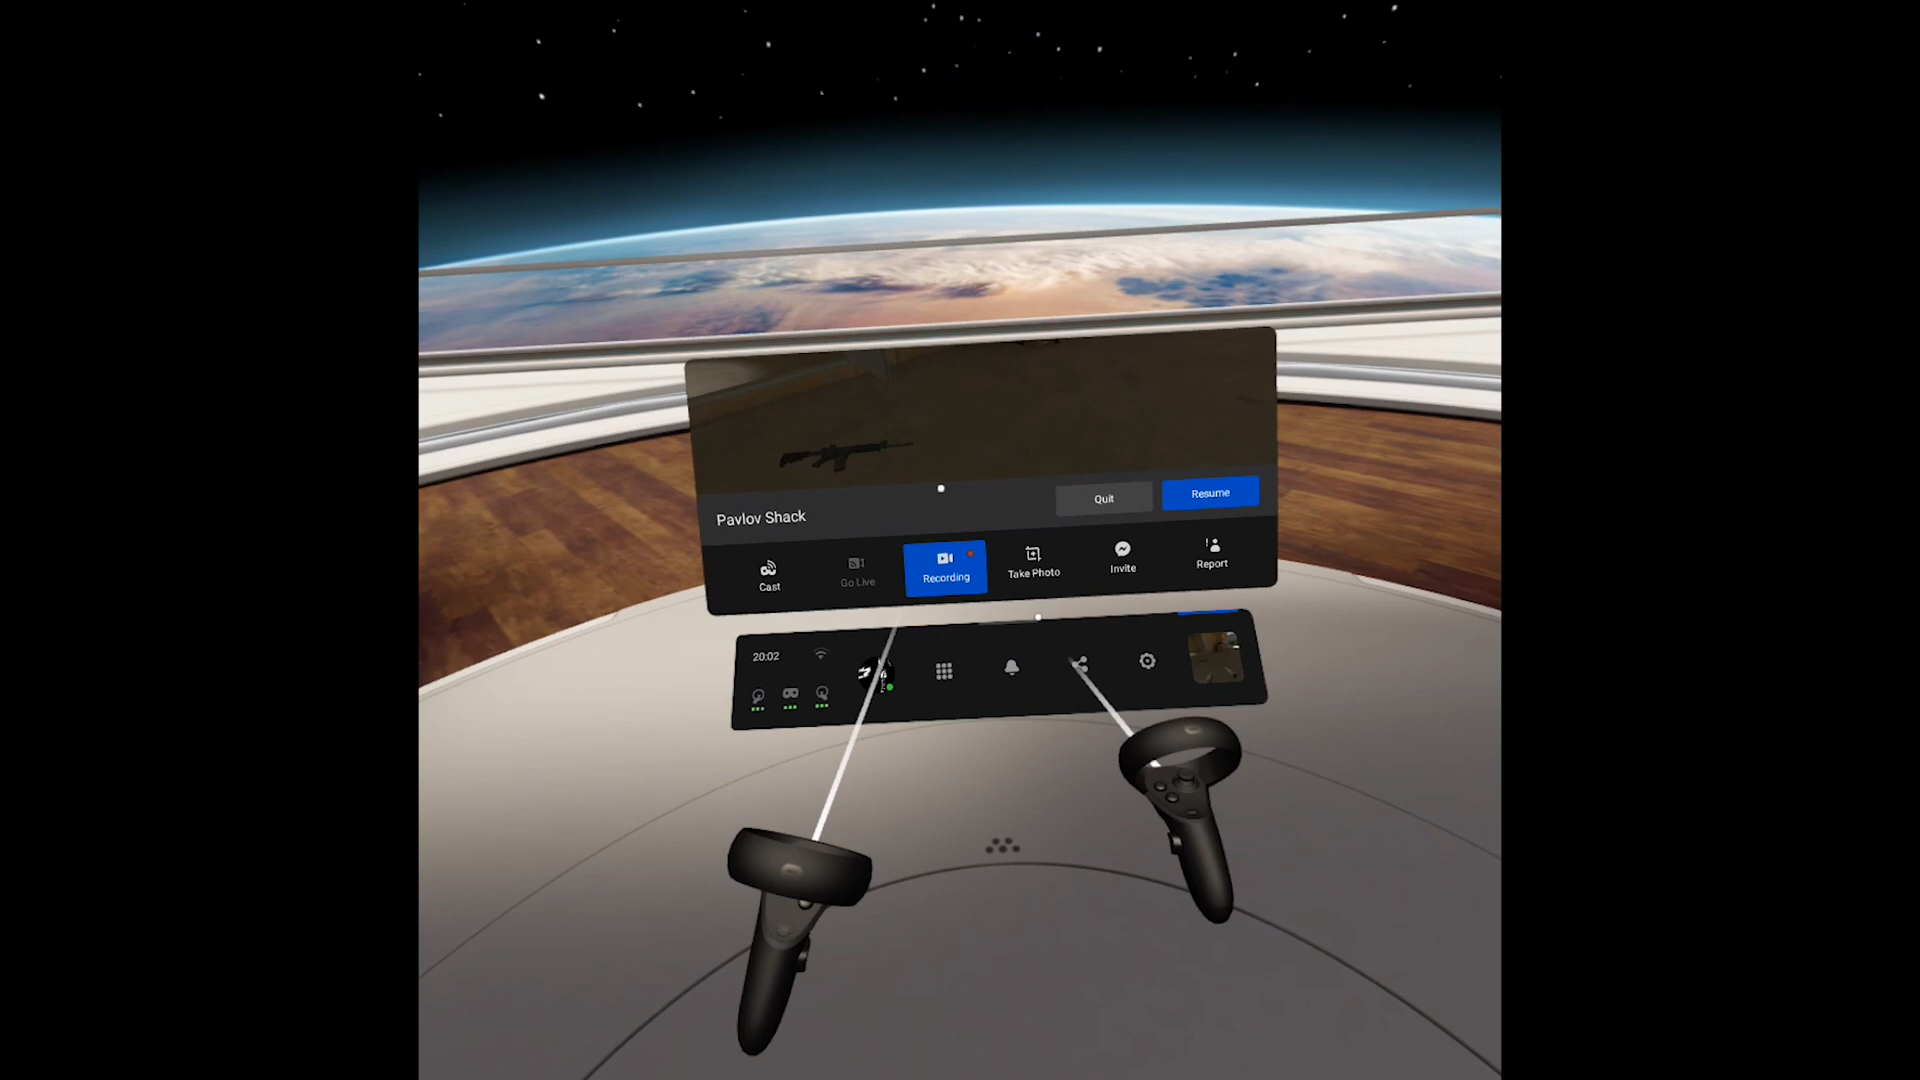 Pavlov Shack
Quit
Resume
Cast
Go Live
Recording
Take Photo
Invite
Report
20:02